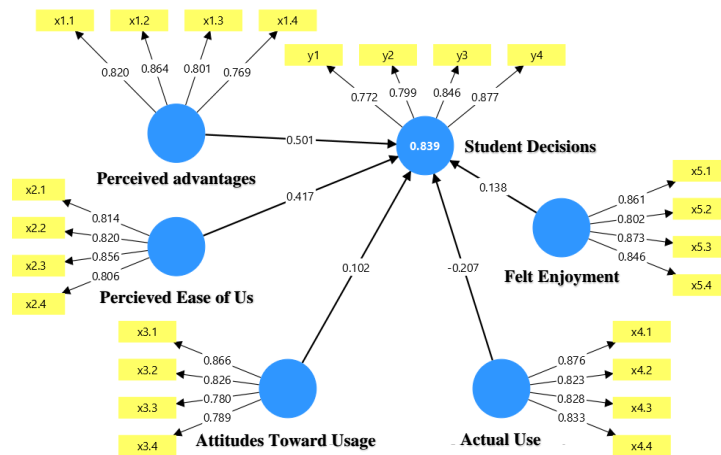 x1.1 x1.2 x1.3 x1.4
0.820 0.864 0.801 0.769
y1 y2 y3 y4
0.772 0.799 0.846 0.877
0.501
0.839 Student Decisions
Perceived advantages
0.417
0.138
x2.1
x2.2
x2.3
x2.4
0.814
0.820
0.856
0.806
Percieved Ease of Us
x5.1
x5.2
x5.3
x5.4
0.861
0.802
0.873
0.846
Felt Enjoyment
0.102
-0.207
x3.1
x3.2
x3.3
x3.4
0.866
0.826
0.780
0.789
Attitudes Toward Usage
x4.1
x4.2
x4.3
x4.4
0.876
0.823
0.828
0.833
Actual Use